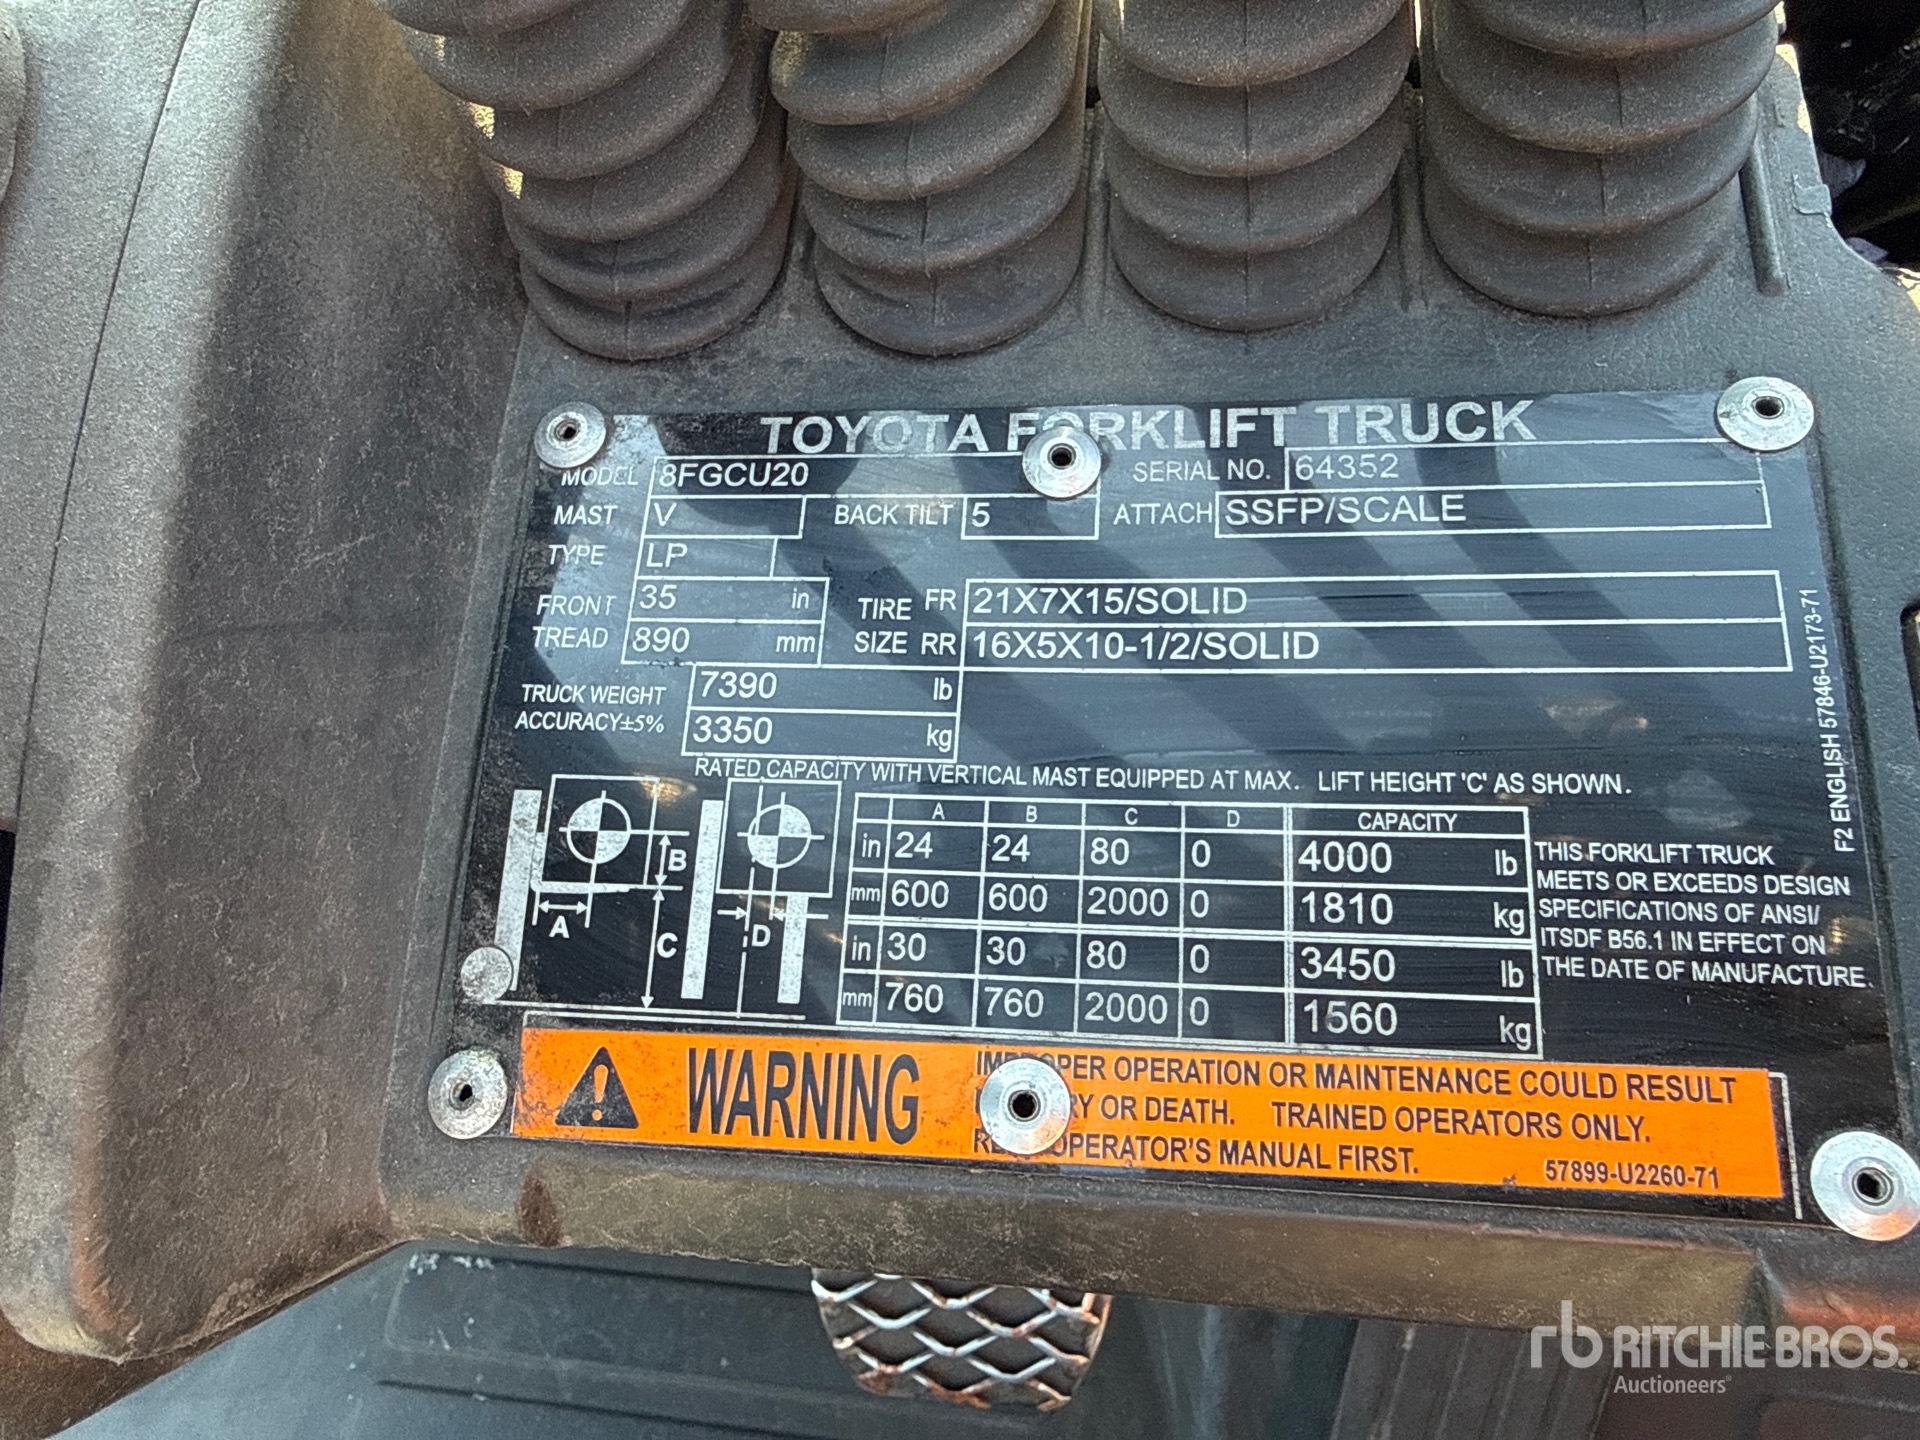 TOYOTA FORKLIFT TRUCK
MODEL 8FGCU20 SERIAL NO. 64352
MAST V BACK TILT 5 ATTACH SSFP/SCALE
TYPE LP
FRONT TREAD 35 in 890 mm
TIRE SIZE FR 21X7X15/SOLID
RR 16X5X10-1/2/SOLID
TRUCK WEIGHT 7390 lb
ACCURACY±5% 3350 kg
RATED CAPACITY WITH VERTICAL MAST EQUIPPED AT MAX. LIFT HEIGHT 'C' AS SHOWN.
A B C D CAPACITY
in 24 24 80 0 4000 lb
mm 600 600 2000 0 1810 kg
in 30 30 80 0 3450 lb
mm 760 760 2000 0 1560 kg
A B C D
THIS FORKLIFT TRUCK
MEETS OR EXCEEDS DESIGN
SPECIFICATIONS OF ANSI/
ITSDF B56.1 IN EFFECT ON
THE DATE OF MANUFACTURE.
F2 ENGLISH 57846-U2173-71
WARNING
IMPROPER OPERATION OR MAINTENANCE COULD RESULT
OR DEATH. TRAINED OPERATORS ONLY.
OPERATOR'S MANUAL FIRST.
57899-U2260-71
rb RITCHIE BROS.
Auctioneers